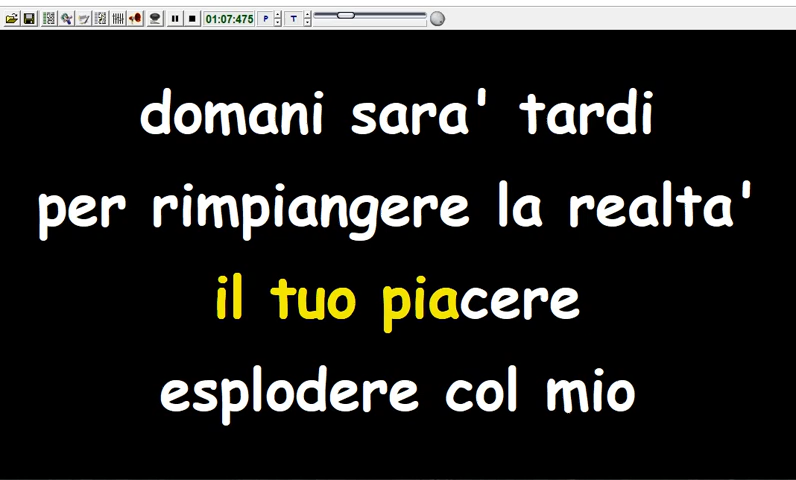 01:07:475 P T
domani sara' tardi
per rimpiangere la realta'
il tuo piacere
esplodere col mio